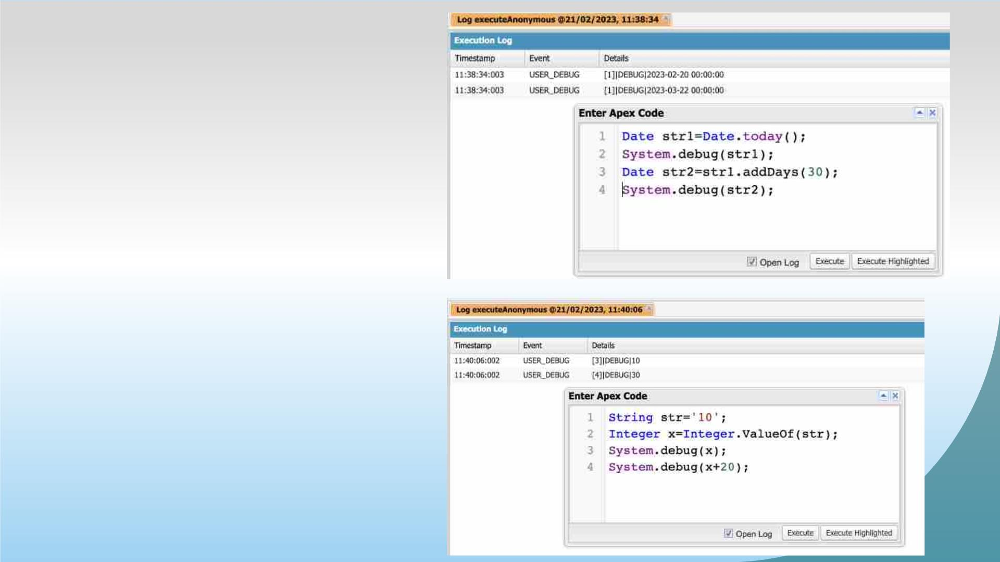 Log executeAnonymous @21/02/2023, 11:38:34
Execution Log
Timestamp Event Details
11:38:34:003 USER_DEBUG [1]|DEBUG|2023-02-20 00:00:00
11:38:34:003 USER_DEBUG [1]|DEBUG|2023-03-22 00:00:00
Enter Apex Code
1 Date str1=Date.today();
2 System.debug(str1);
3 Date str2=str1.addDays(30);
4 System.debug(str2);
Open Log Execute Execute Highlighted
Log executeAnonymous @21/02/2023, 11:40:06
Execution Log
Timestamp Event Details
11:40:06:002 USER_DEBUG [3]|DEBUG|10
11:40:06:002 USER_DEBUG [4]|DEBUG|30
Enter Apex Code
1 String str='10';
2 Integer x=Integer.ValueOf(str);
3 System.debug(x);
4 System.debug(x+20);
Open Log Execute Execute Highlighted